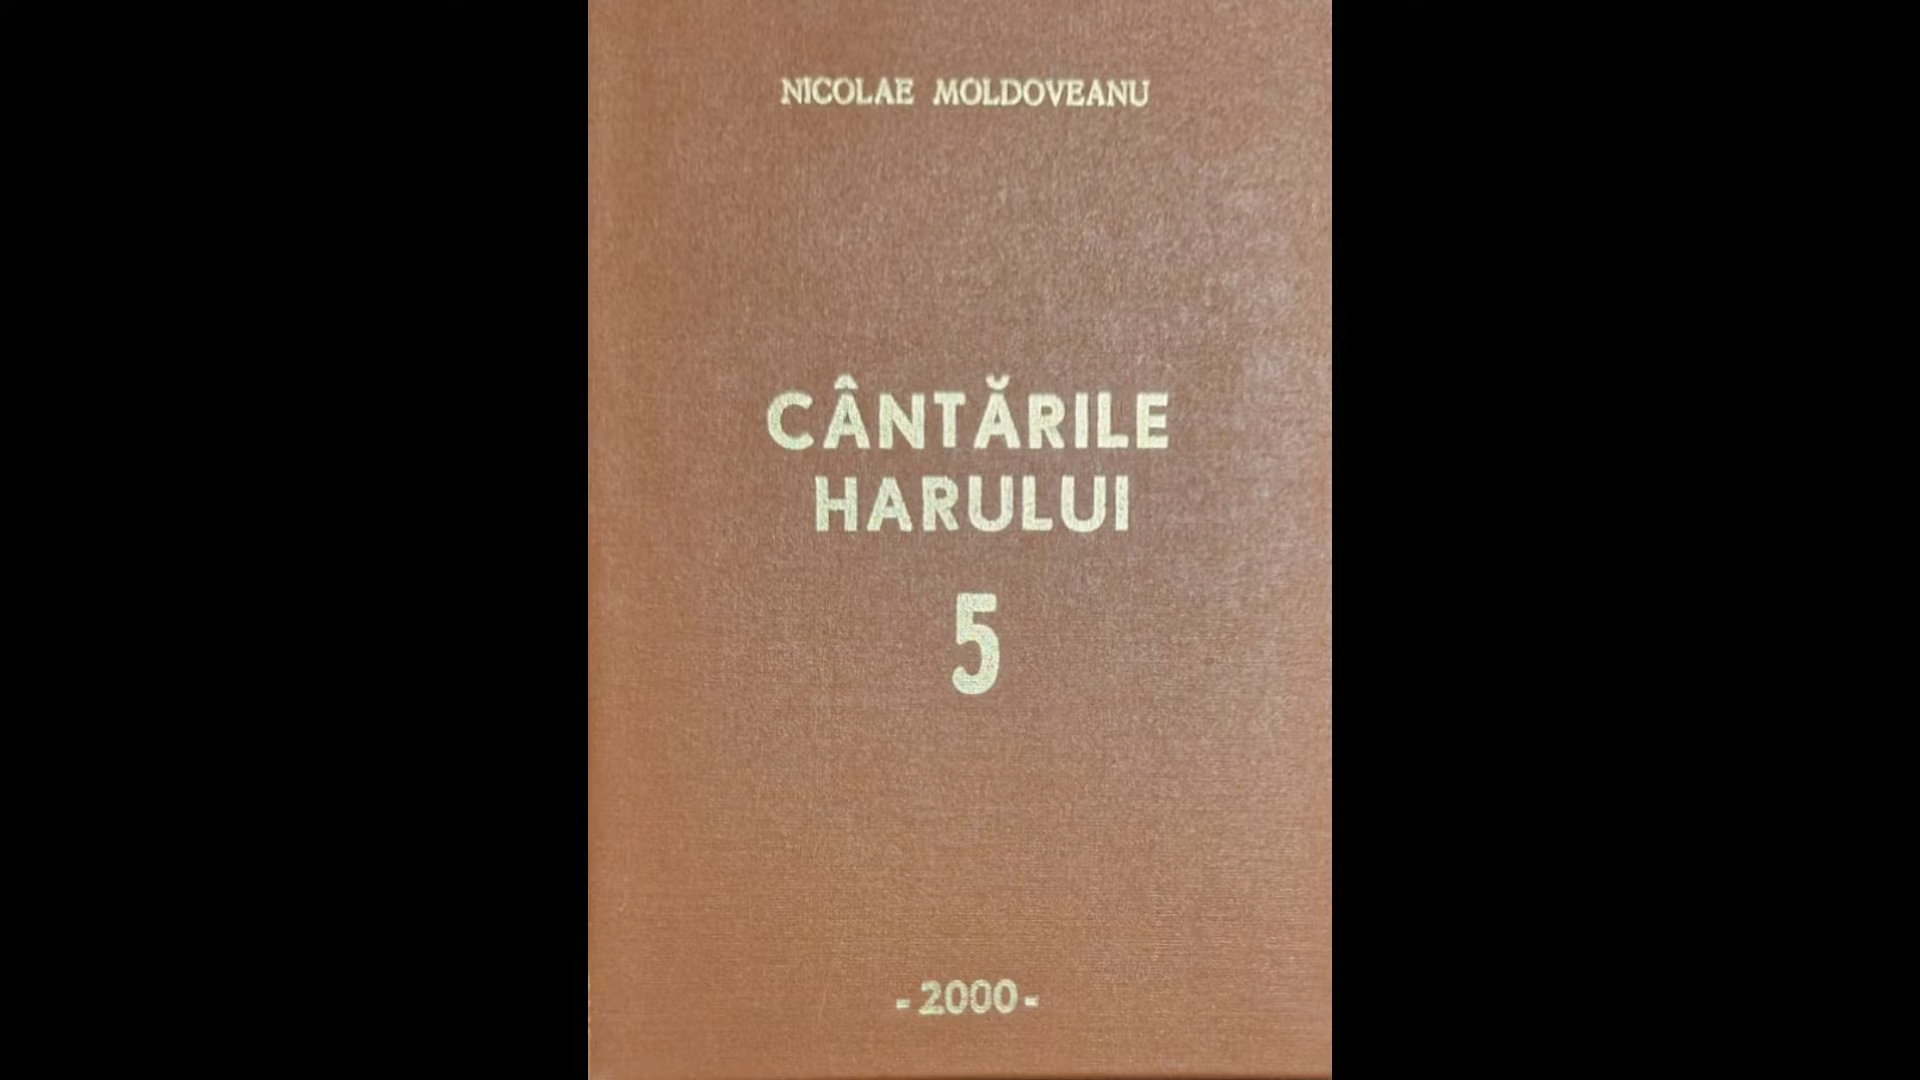 NICOLAE MOLDOVEANU
CÂNTĂRILE
HARULUI
5
- 2000 -